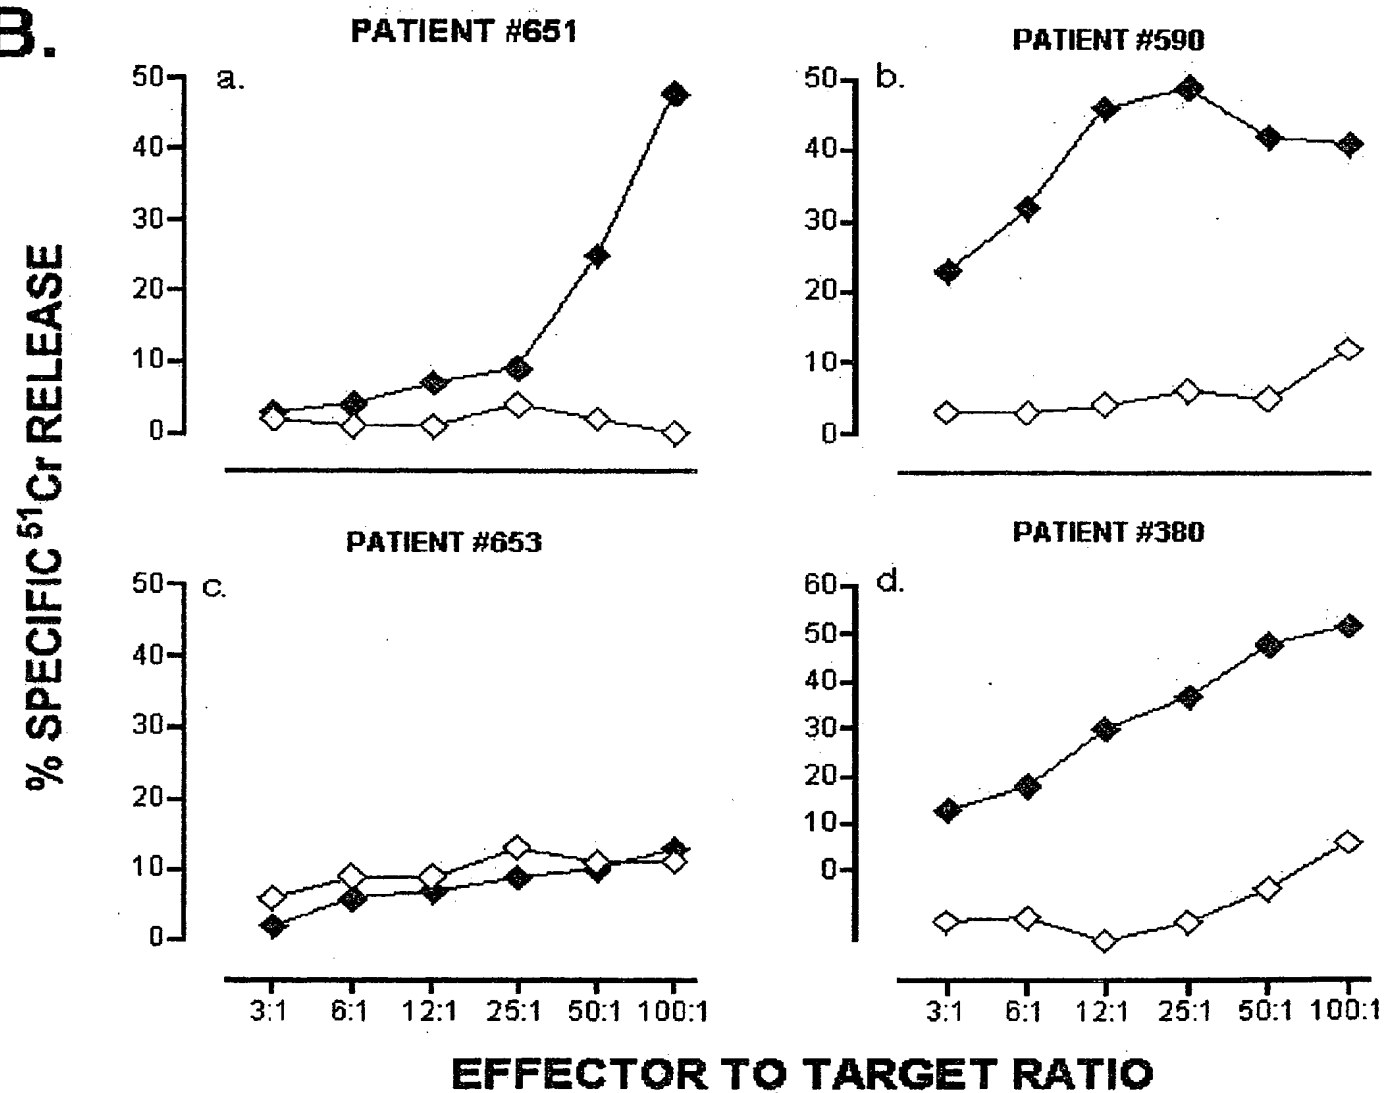 B.
PATIENT #651
PATIENT #590
a.
50
40
30
20
10
0
b.
50
40
30
20
10
0
% SPECIFIC ⁵¹Cr RELEASE
PATIENT #653
PATIENT #380
c.
50
40
30
20
10
0
d.
60
50
40
30
20
10
0
3:1 6:1 12:1 25:1 50:1 100:1
3:1 6:1 12:1 25:1 50:1 100:1
EFFECTOR TO TARGET RATIO